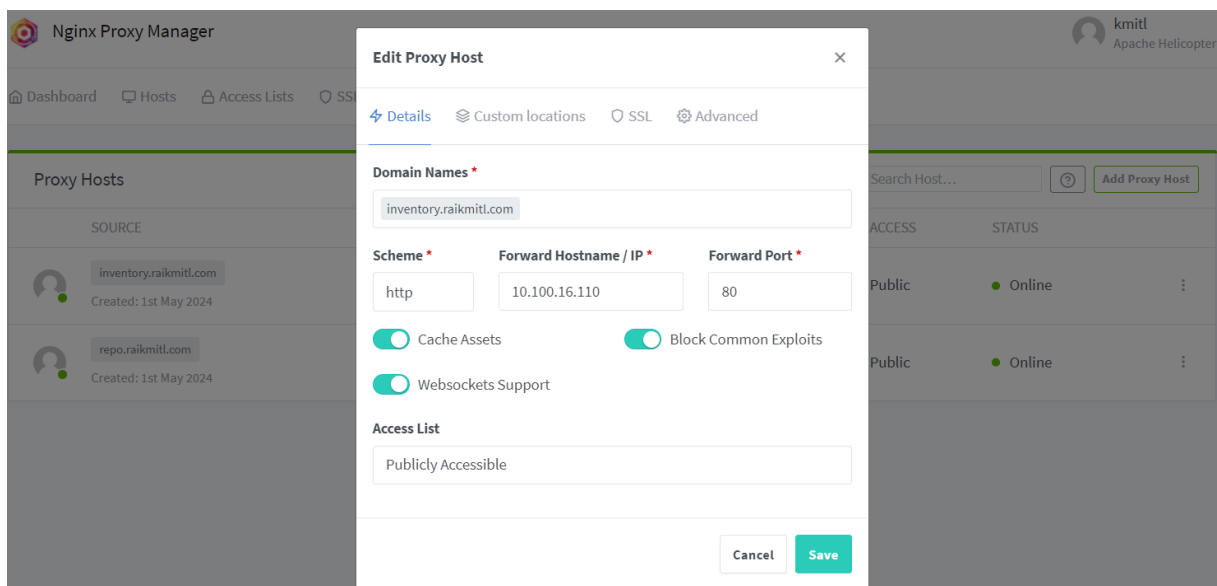 Nginx Proxy Manager
kmitl
Apache Helicopter
Dashboard Hosts Access Lists SSL
Edit Proxy Host
Details Custom locations SSL Advanced
Proxy Hosts
Search Host...
Add Proxy Host
SOURCE ACCESS STATUS
inventory.raikmitl.com
Created: 1st May 2024
Public Online
repo.raikmitl.com
Created: 1st May 2024
Public Online
Domain Names *
inventory.raikmitl.com
Scheme * Forward Hostname / IP * Forward Port *
http 10.100.16.110 80
Cache Assets Block Common Exploits
Websockets Support
Access List
Publicly Accessible
Cancel Save